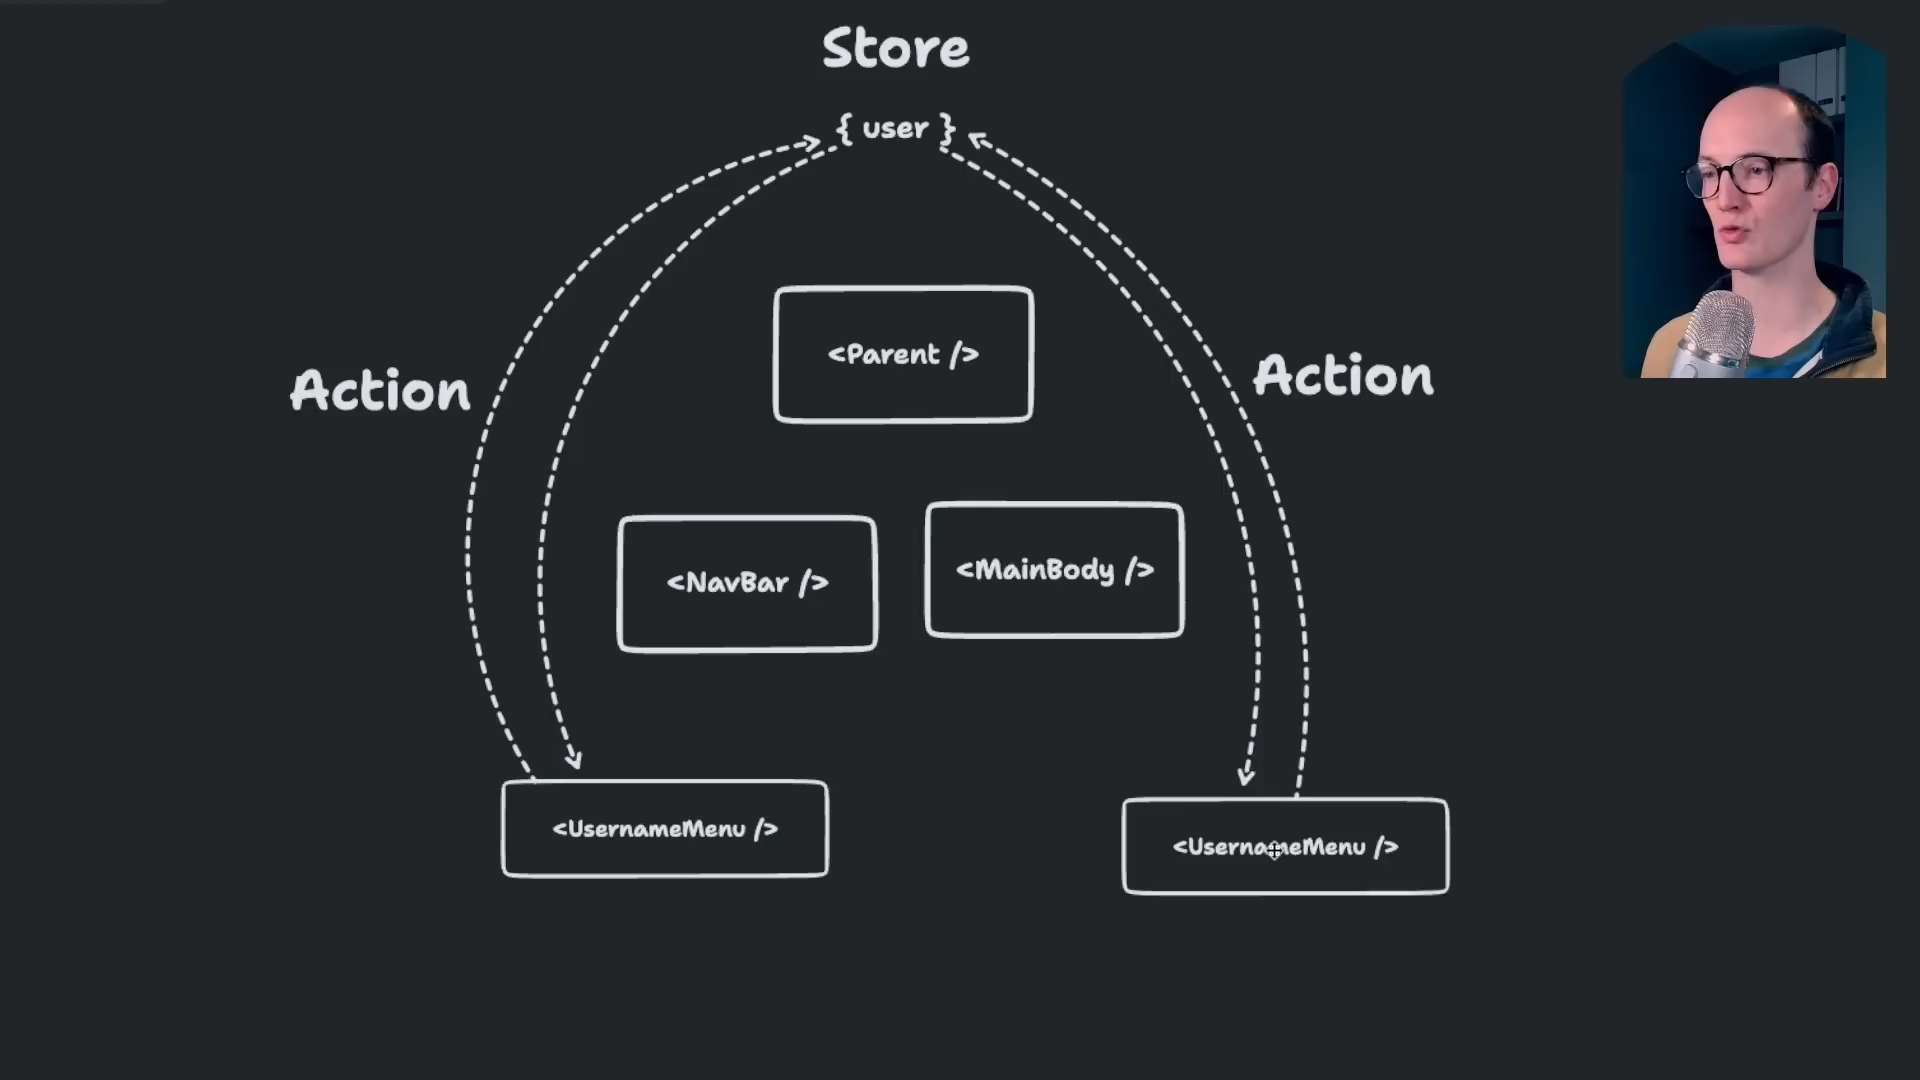 Store
{ user }
<Parent />
Action
Action
<NavBar />
<MainBody />
<UsernameMenu />
<UsernameMenu />